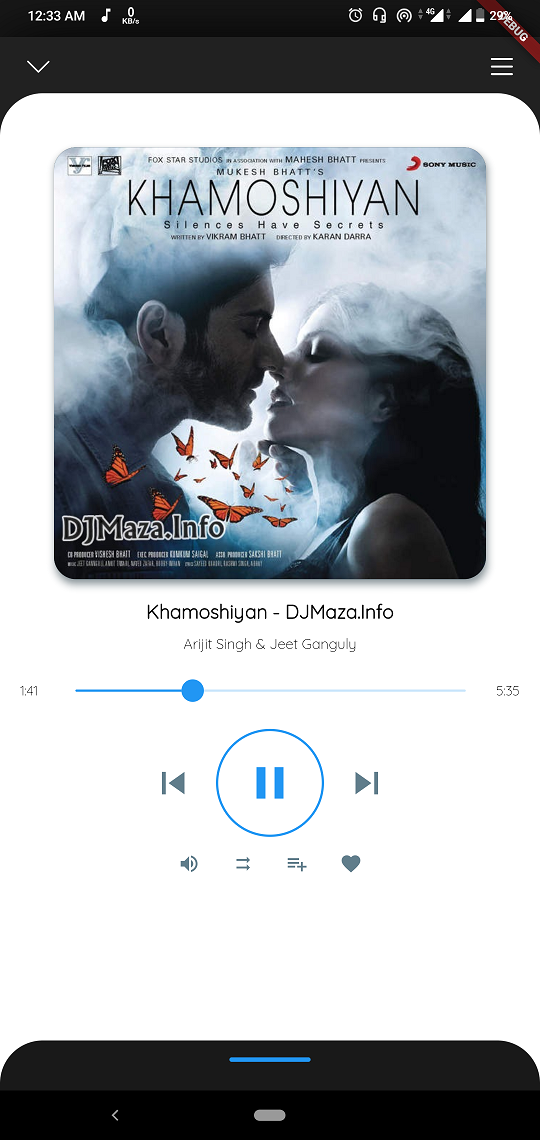 12:33 AM
0
KB/s
4G
29%
DEBUG
FOX STAR STUDIOS IN ASSOCIATION WITH MAHESH BHATT PRESENTS
SONY MUSIC
MUKESH BHATT'S
KHAMOSHIYAN
Silences Have Secrets
WRITTEN BY VIKRAM BHATT DIRECTED BY KARAN DARRA
DJMaza.Info
CO PRODUCER VISHESH BHATT EXEC PRODUCER KUMKUM SAIGAL ASSO. PRODUCER SAKSHI BHATT
Khamoshiyan - DJMaza.Info
Arijit Singh & Jeet Ganguly
1:41
5:35